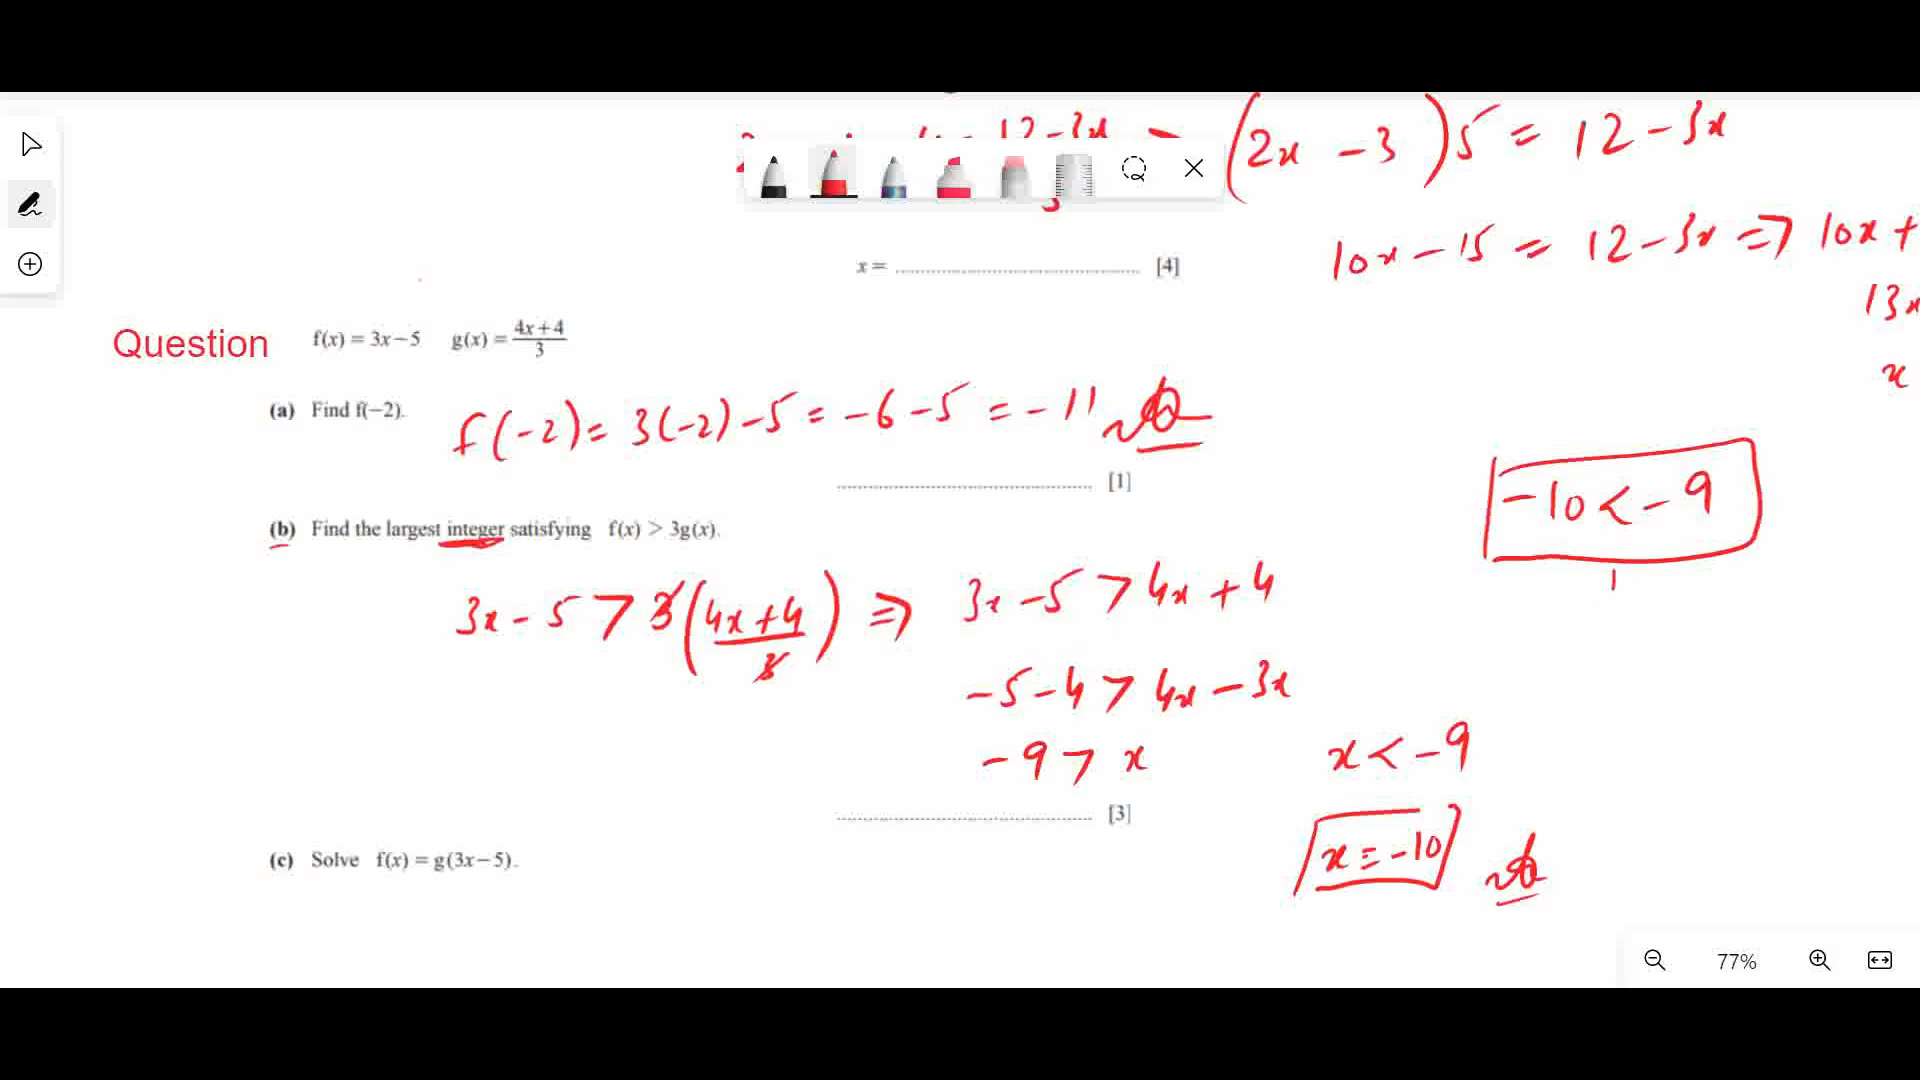 12 - 3x (2x - 3) 5 = 12 - 3x
10x - 15 = 12 - 3x => 10x +
x = [4]
13x
Question f(x) = 3x - 5 g(x) = (4x + 4)/3
x
(a) Find f(-2).
f(-2) = 3(-2) - 5 = -6 - 5 = -11
[1]
-10 < -9
(b) Find the largest integer satisfying f(x) > 3g(x).
3x - 5 > 3((4x + 4)/3) => 3x - 5 > 4x + 4
-5 - 4 > 4x - 3x
-9 > x x < -9
[3]
x = -10
(c) Solve f(x) = g(3x - 5).
77%